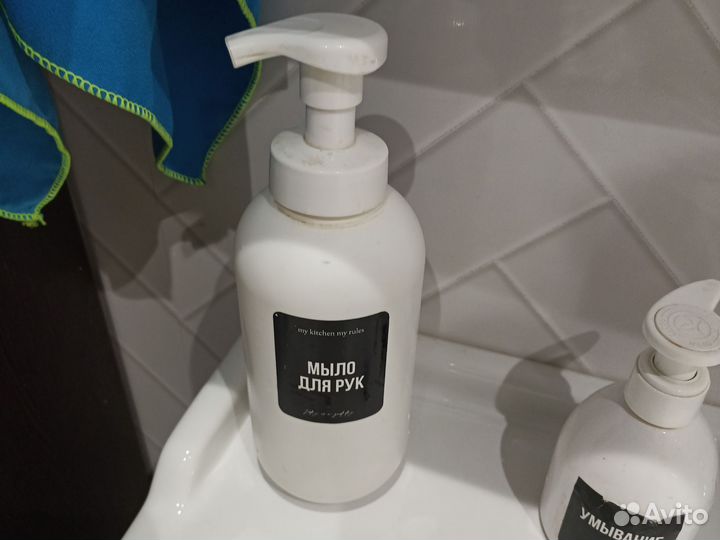 my kitchen my rules
МЫЛО
ДЛЯ РУК
УМЫВАНИЕ
Avito